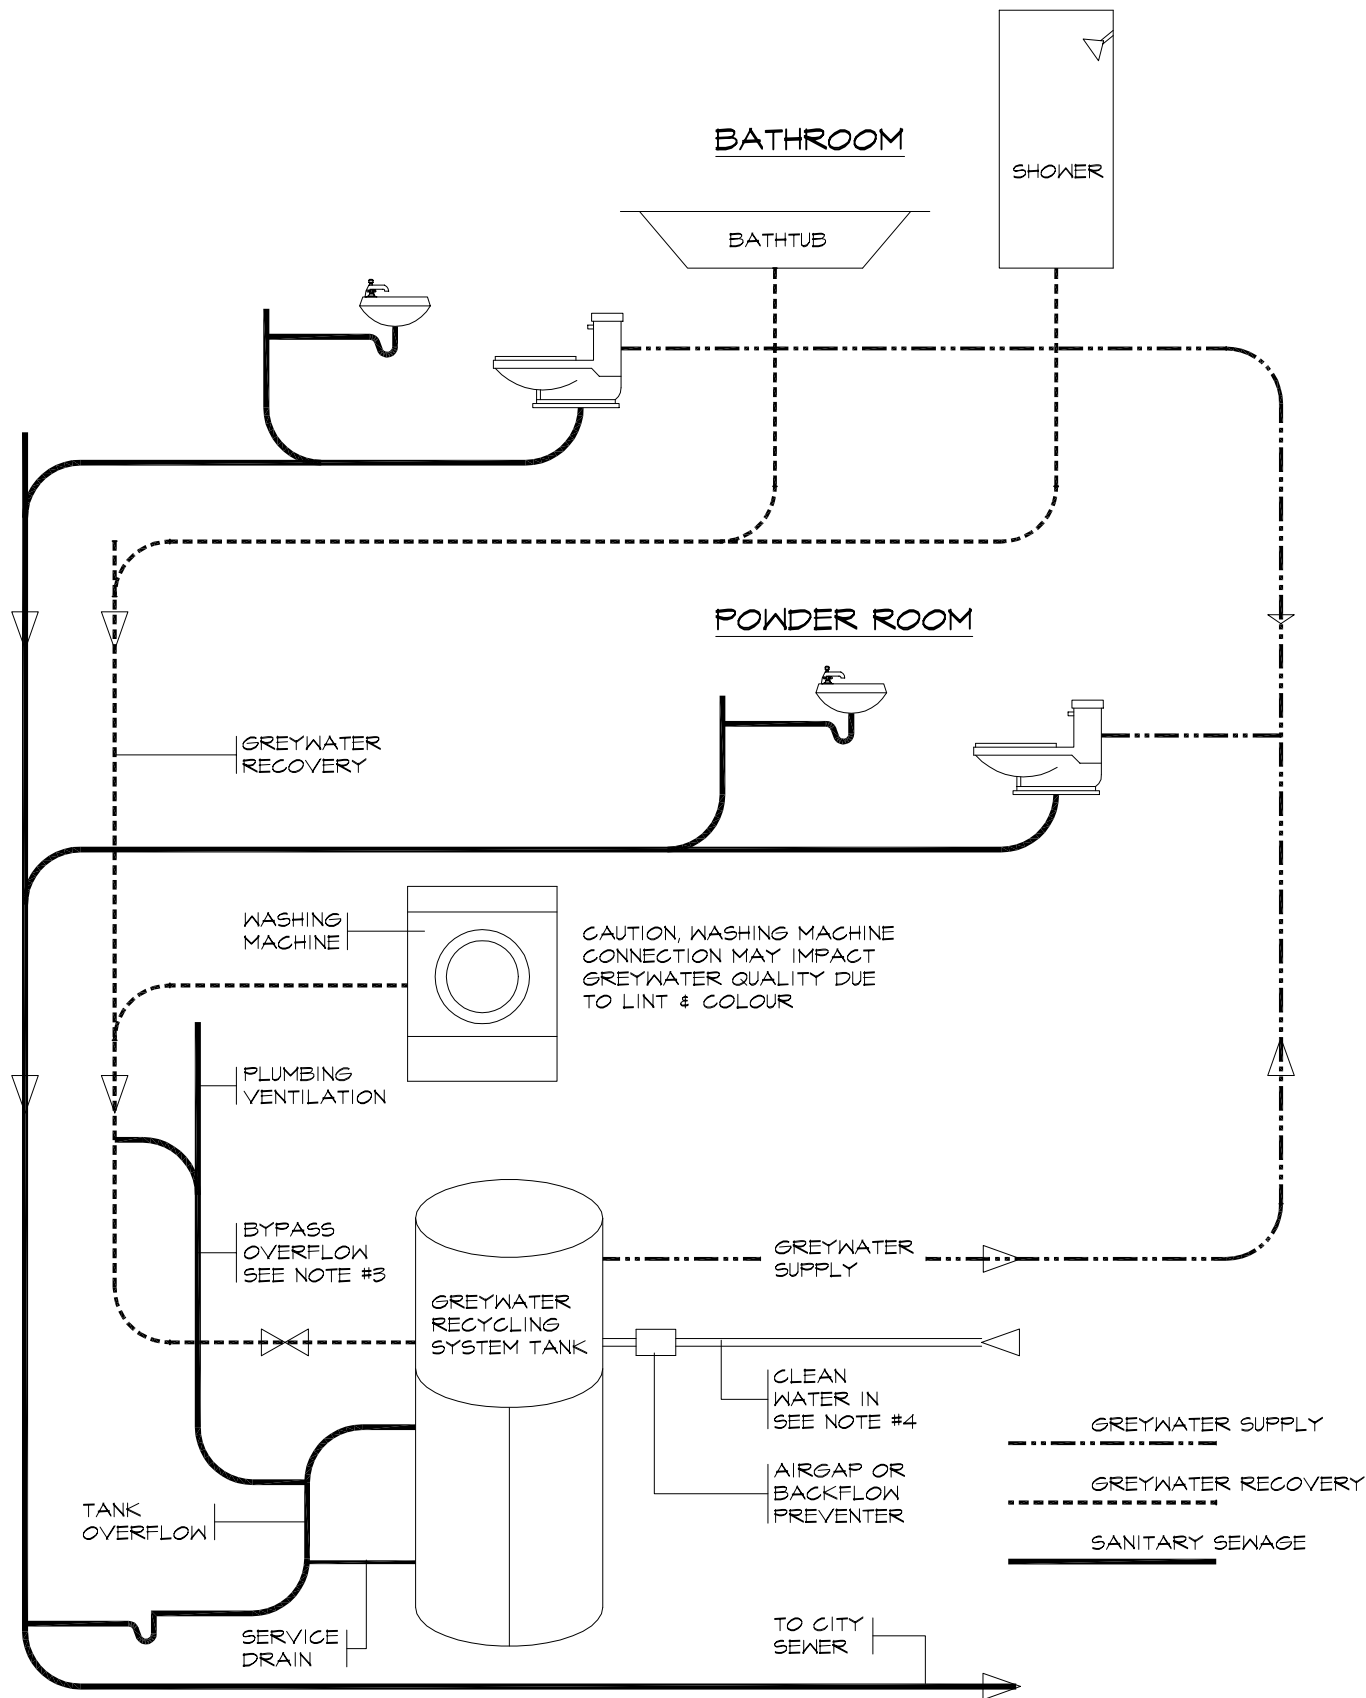 BATHROOM
SHOWER
BATHTUB
POWDER ROOM
GREYWATER
RECOVERY
WASHING
MACHINE
CAUTION, WASHING MACHINE
CONNECTION MAY IMPACT
GREYWATER QUALITY DUE
TO LINT & COLOUR
PLUMBING
VENTILATION
BYPASS
OVERFLOW
SEE NOTE #3
GREYWATER
SUPPLY
GREYWATER
RECYCLING
SYSTEM TANK
CLEAN
WATER IN
SEE NOTE #4
AIRGAP OR
BACKFLOW
PREVENTER
GREYWATER SUPPLY
GREYWATER RECOVERY
SANITARY SEWAGE
TANK
OVERFLOW
SERVICE
DRAIN
TO CITY
SEWER